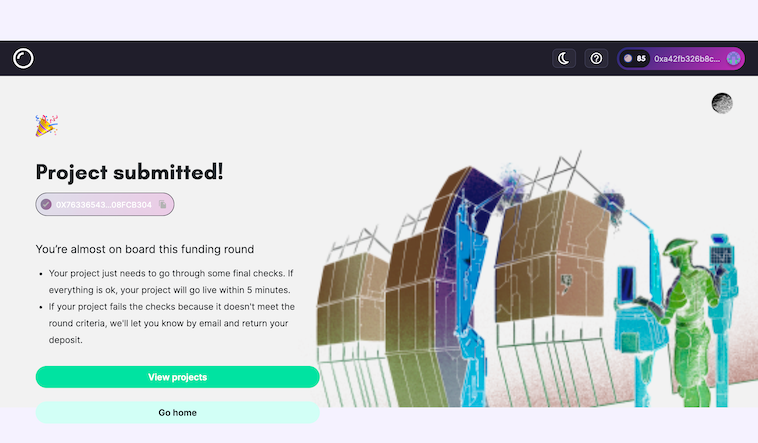 85 0xa42fb326b8c...
Project submitted!
0X76336543...08FCB304
You're almost on board this funding round
• Your project just needs to go through some final checks. If
everything is ok, your project will go live within 5 minutes.
• If your project fails the checks because it doesn't meet the
round criteria, we'll let you know by email and return your
deposit.
View projects
Go home